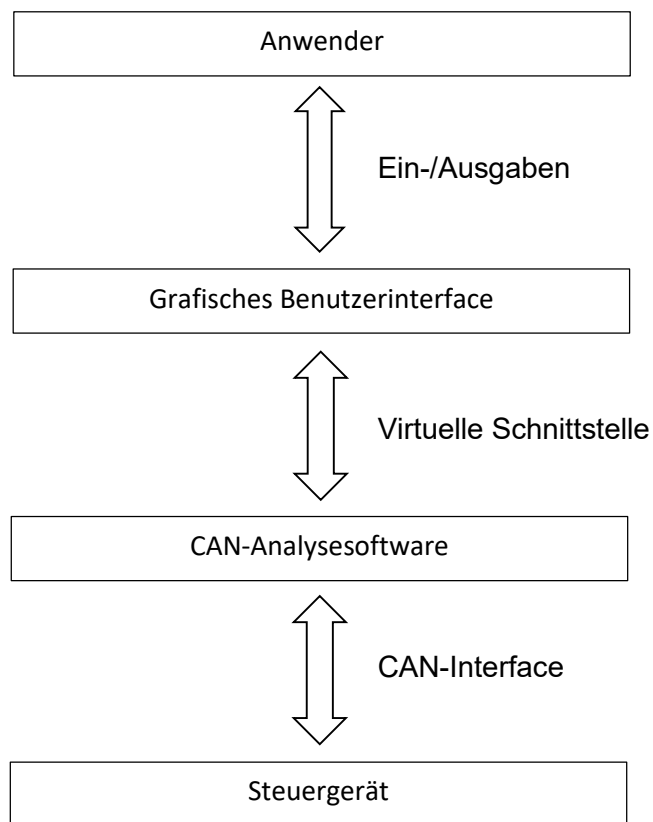 Anwender
Ein-/Ausgaben
Grafisches Benutzerinterface
Virtuelle Schnittstelle
CAN-Analysesoftware
CAN-Interface
Steuergerät